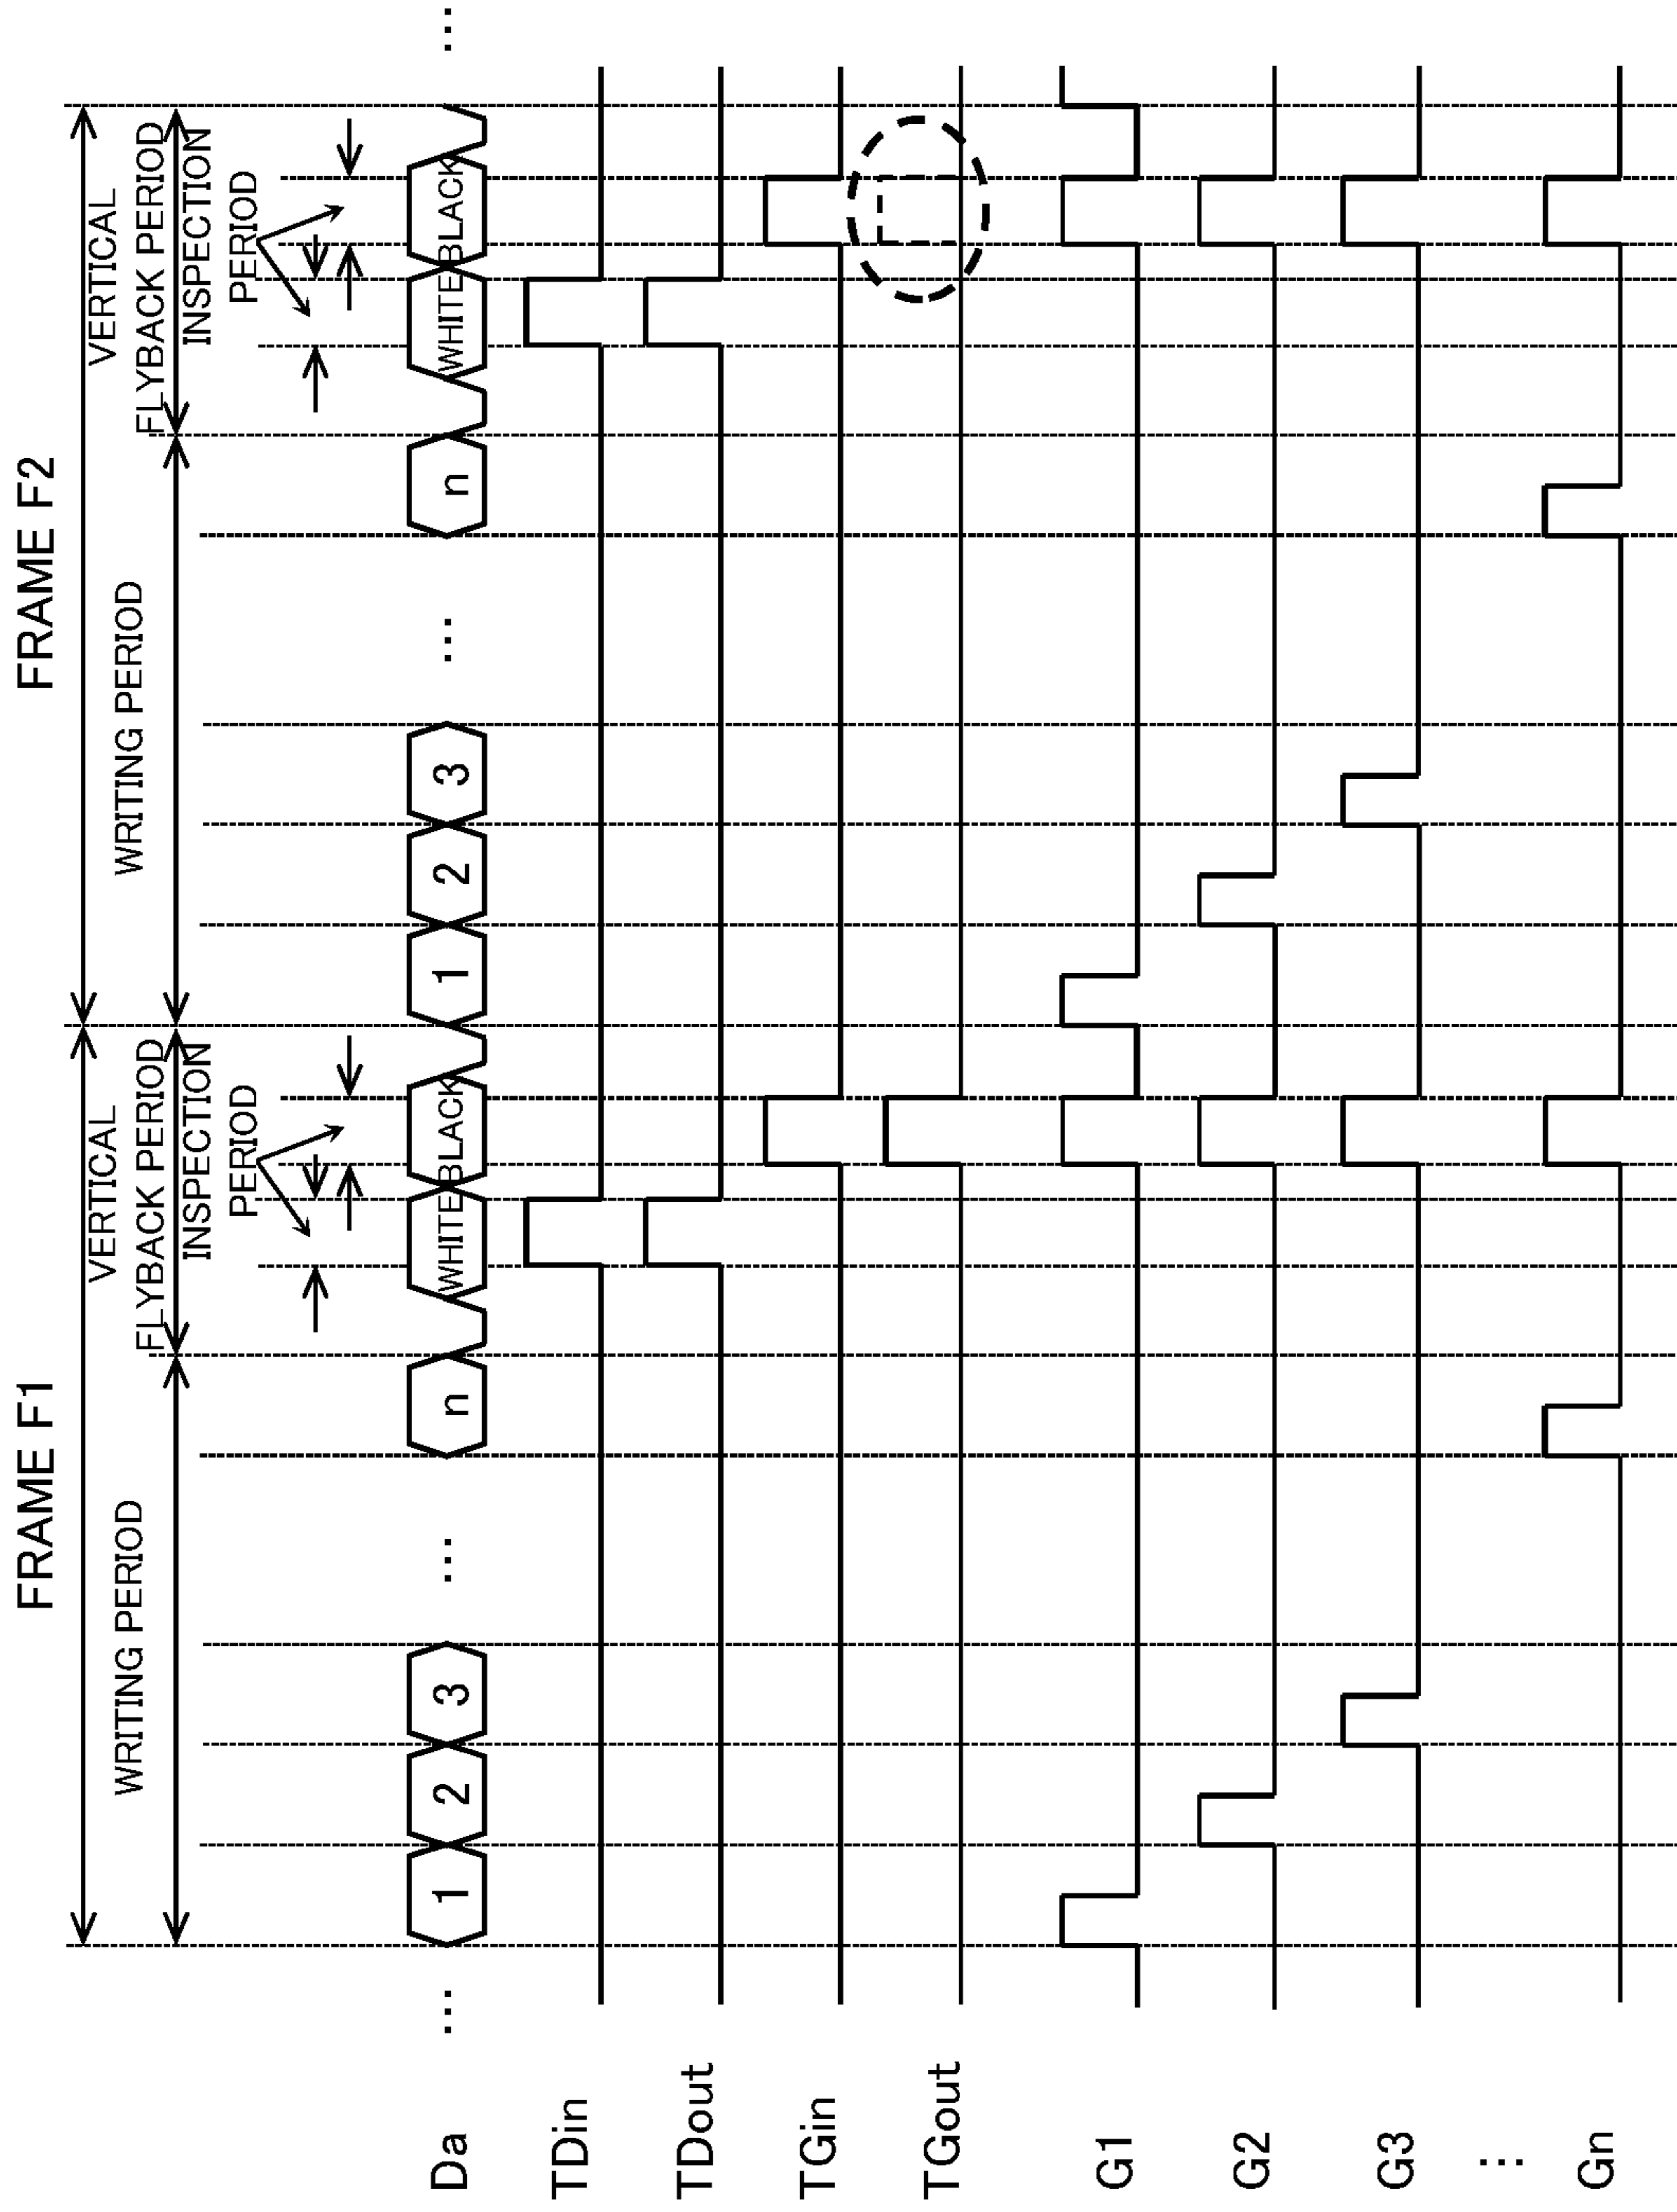 FRAME F1
FRAME F2
WRITING PERIOD
VERTICAL
FLYBACK PERIOD
WRITING PERIOD
VERTICAL
FLYBACK PERIOD
INSPECTION
PERIOD
INSPECTION
PERIOD
Da ... 1 2 3 ... n WHITE BLACK 1 2 3 ... n WHITE BLACK ...
TDin
TDout
TGin
TGout
G1
G2
G3
...
Gn